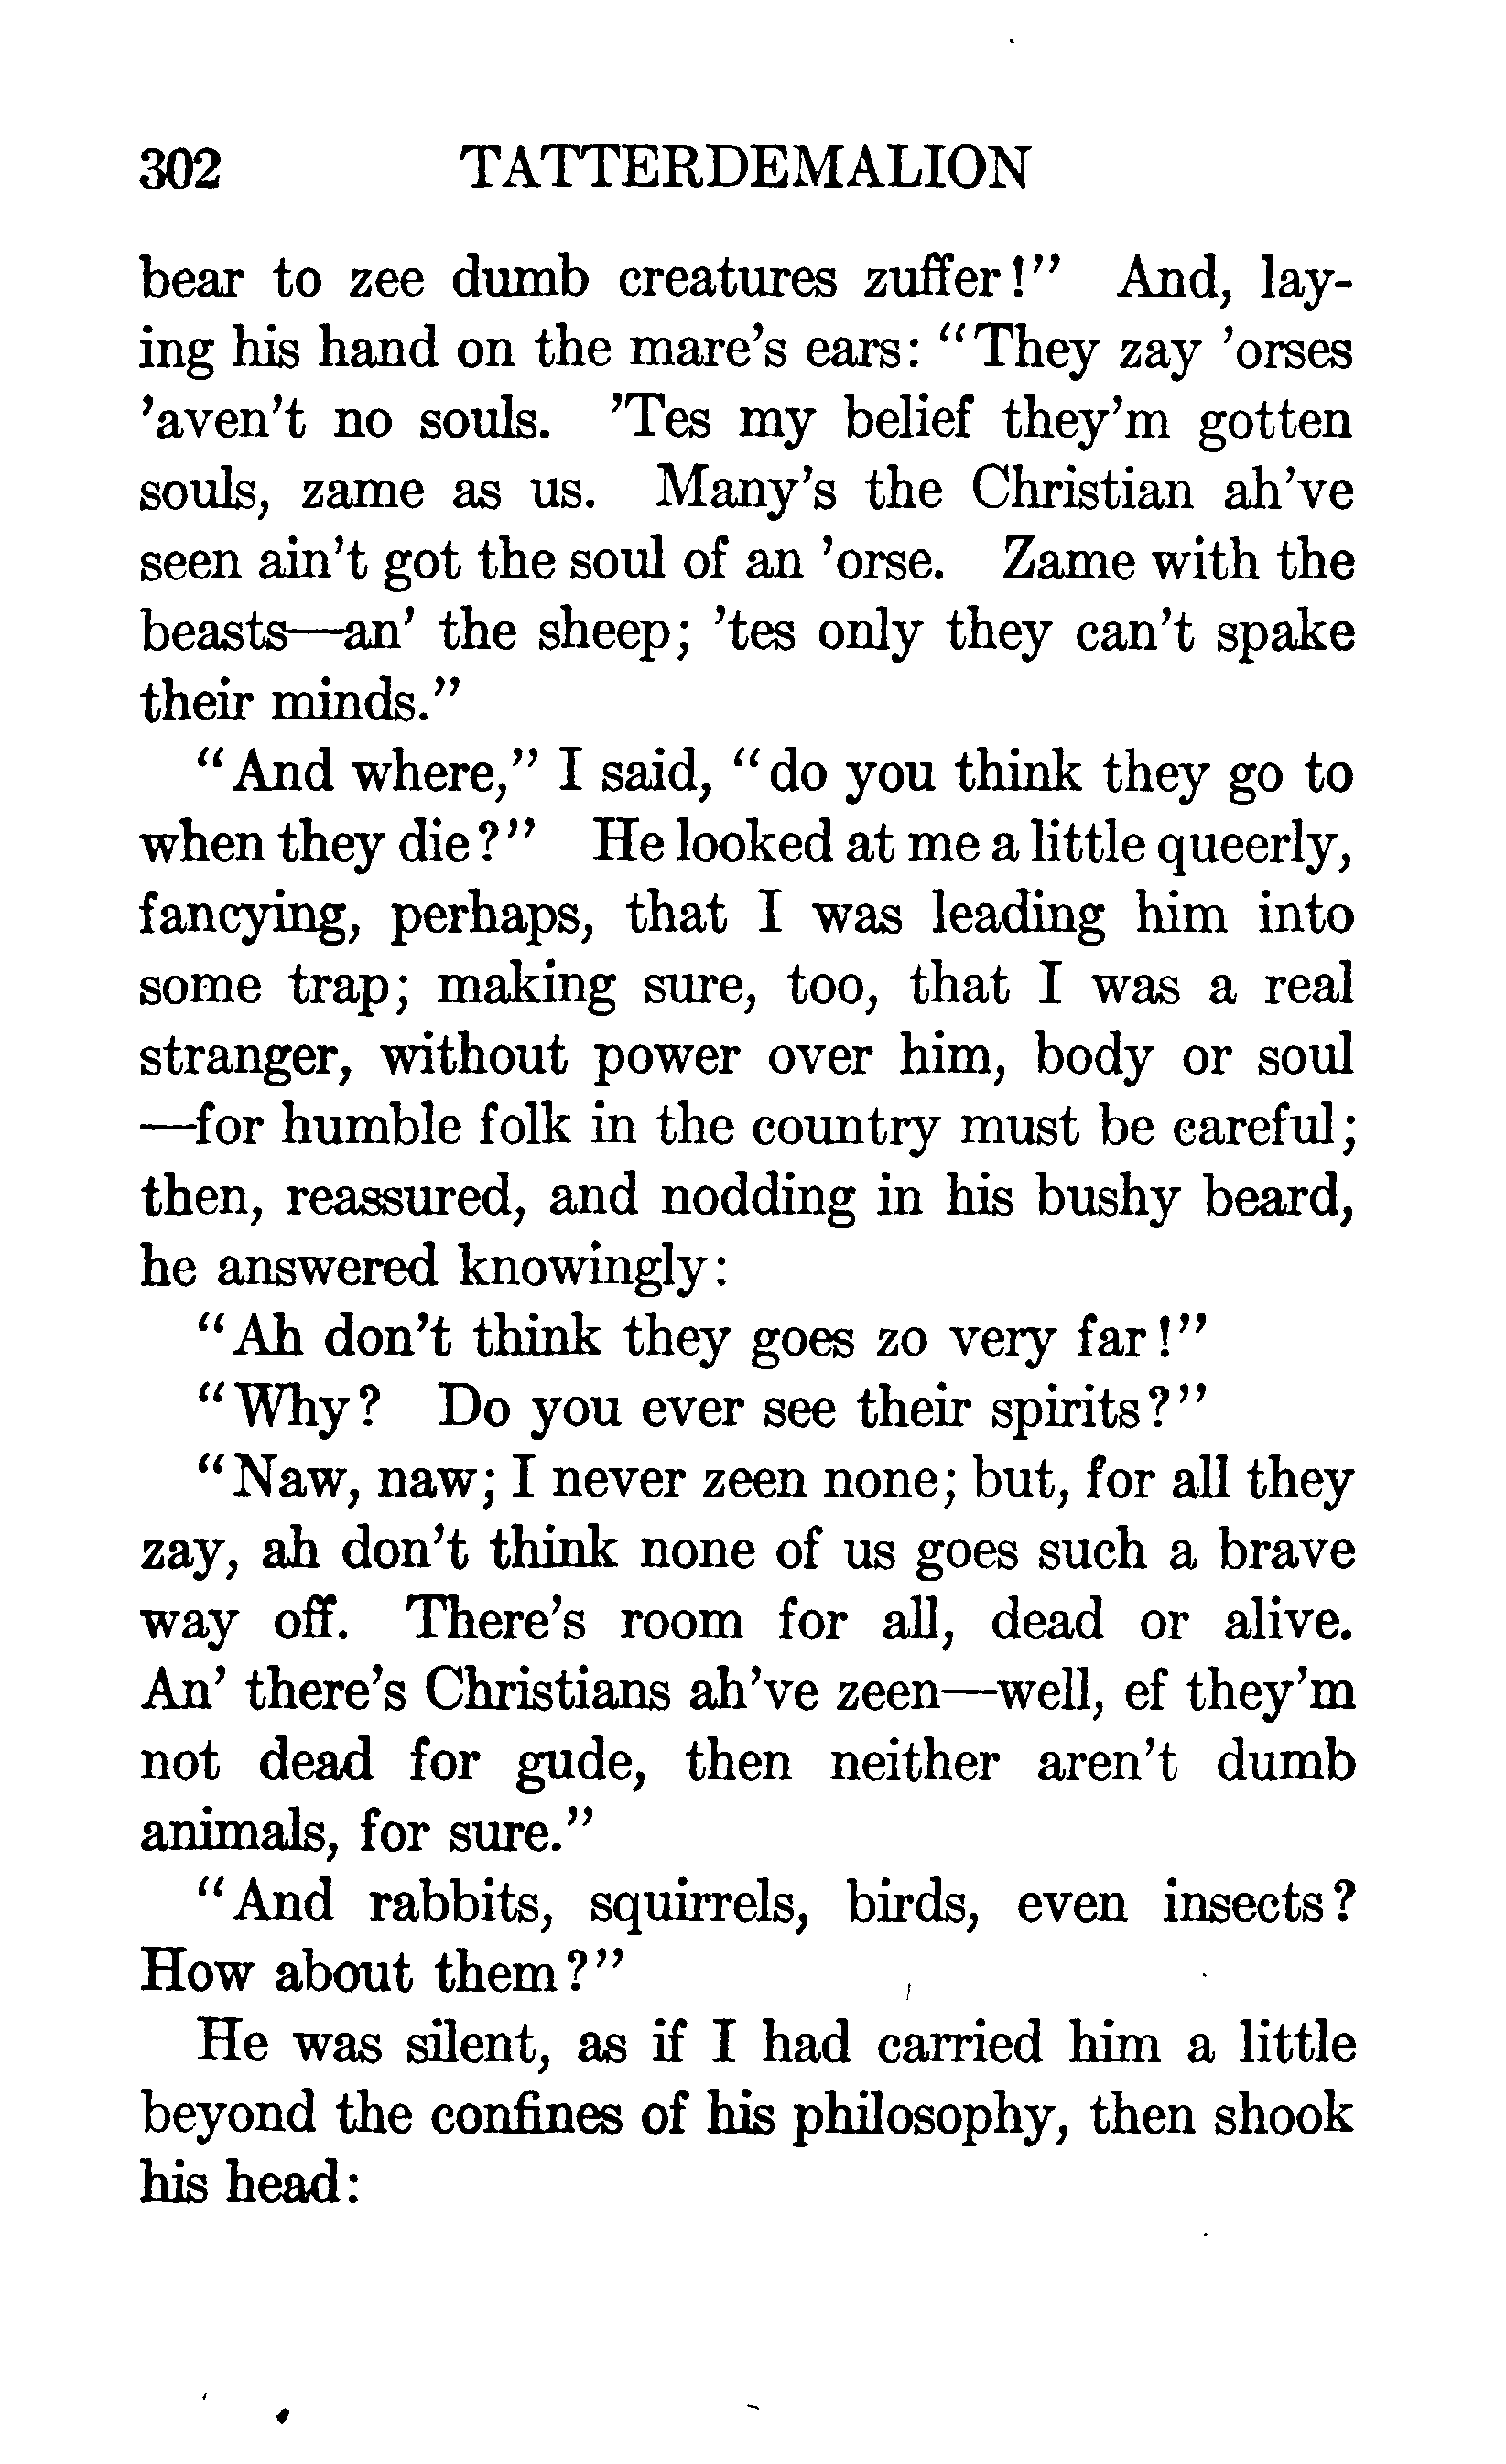 302 TATTERDEMALION
bear to zee dumb creatures zuffer!" And, lay-
ing his hand on the mare's ears: "They zay 'orses
'aven't no souls. 'Tes my belief they'm gotten
souls, zame as us. Many's the Christian ah've
seen ain't got the soul of an 'orse. Zame with the
beasts—an' the sheep; 'tes only they can't spake
their minds."
"And where," I said, "do you think they go to
when they die?" He looked at me a little queerly,
fancying, perhaps, that I was leading him into
some trap; making sure, too, that I was a real
stranger, without power over him, body or soul
—for humble folk in the country must be careful;
then, reassured, and nodding in his bushy beard,
he answered knowingly:
"Ah don't think they goes zo very far!"
"Why? Do you ever see their spirits?"
"Naw, naw; I never zeen none; but, for all they
zay, ah don't think none of us goes such a brave
way off. There's room for all, dead or alive.
An' there's Christians ah've zeen—well, ef they'm
not dead for gude, then neither aren't dumb
animals, for sure."
"And rabbits, squirrels, birds, even insects?
How about them?"
He was silent, as if I had carried him a little
beyond the confines of his philosophy, then shook
his head: